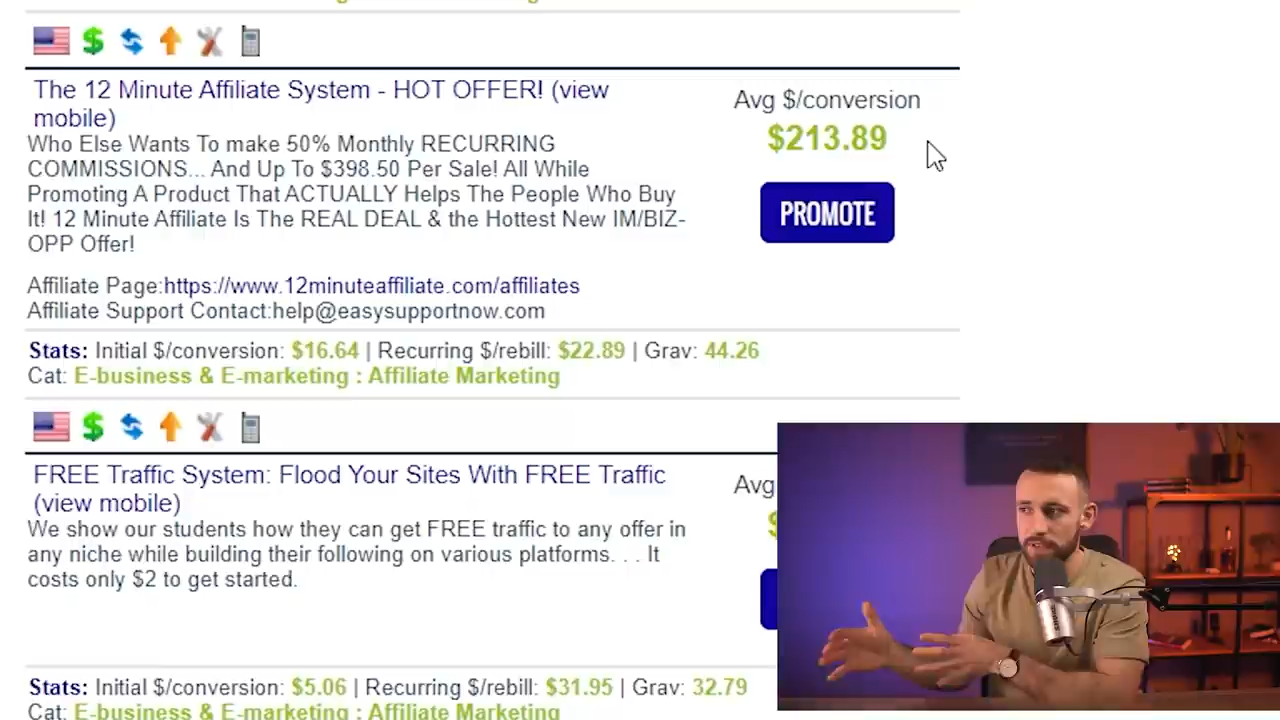 The 12 Minute Affiliate System - HOT OFFER! (view
mobile)
Who Else Wants To make 50% Monthly RECURRING
COMMISSIONS... And Up To $398.50 Per Sale! All While
Promoting A Product That ACTUALLY Helps The People Who Buy
It! 12 Minute Affiliate Is The REAL DEAL & the Hottest New IM/BIZ-
OPP Offer!
Affiliate Page:https://www.12minuteaffiliate.com/affiliates
Affiliate Support Contact:help@easysupportnow.com
Avg $/conversion
$213.89
PROMOTE
Stats: Initial $/conversion: $16.64 | Recurring $/rebill: $22.89 | Grav: 44.26
Cat: E-business & E-marketing : Affiliate Marketing
FREE Traffic System: Flood Your Sites With FREE Traffic
(view mobile)
We show our students how they can get FREE traffic to any offer in
any niche while building their following on various platforms. . . It
costs only $2 to get started.
Avg
$
Stats: Initial $/conversion: $5.06 | Recurring $/rebill: $31.95 | Grav: 32.79
Cat: E-business & E-marketing : Affiliate Marketing